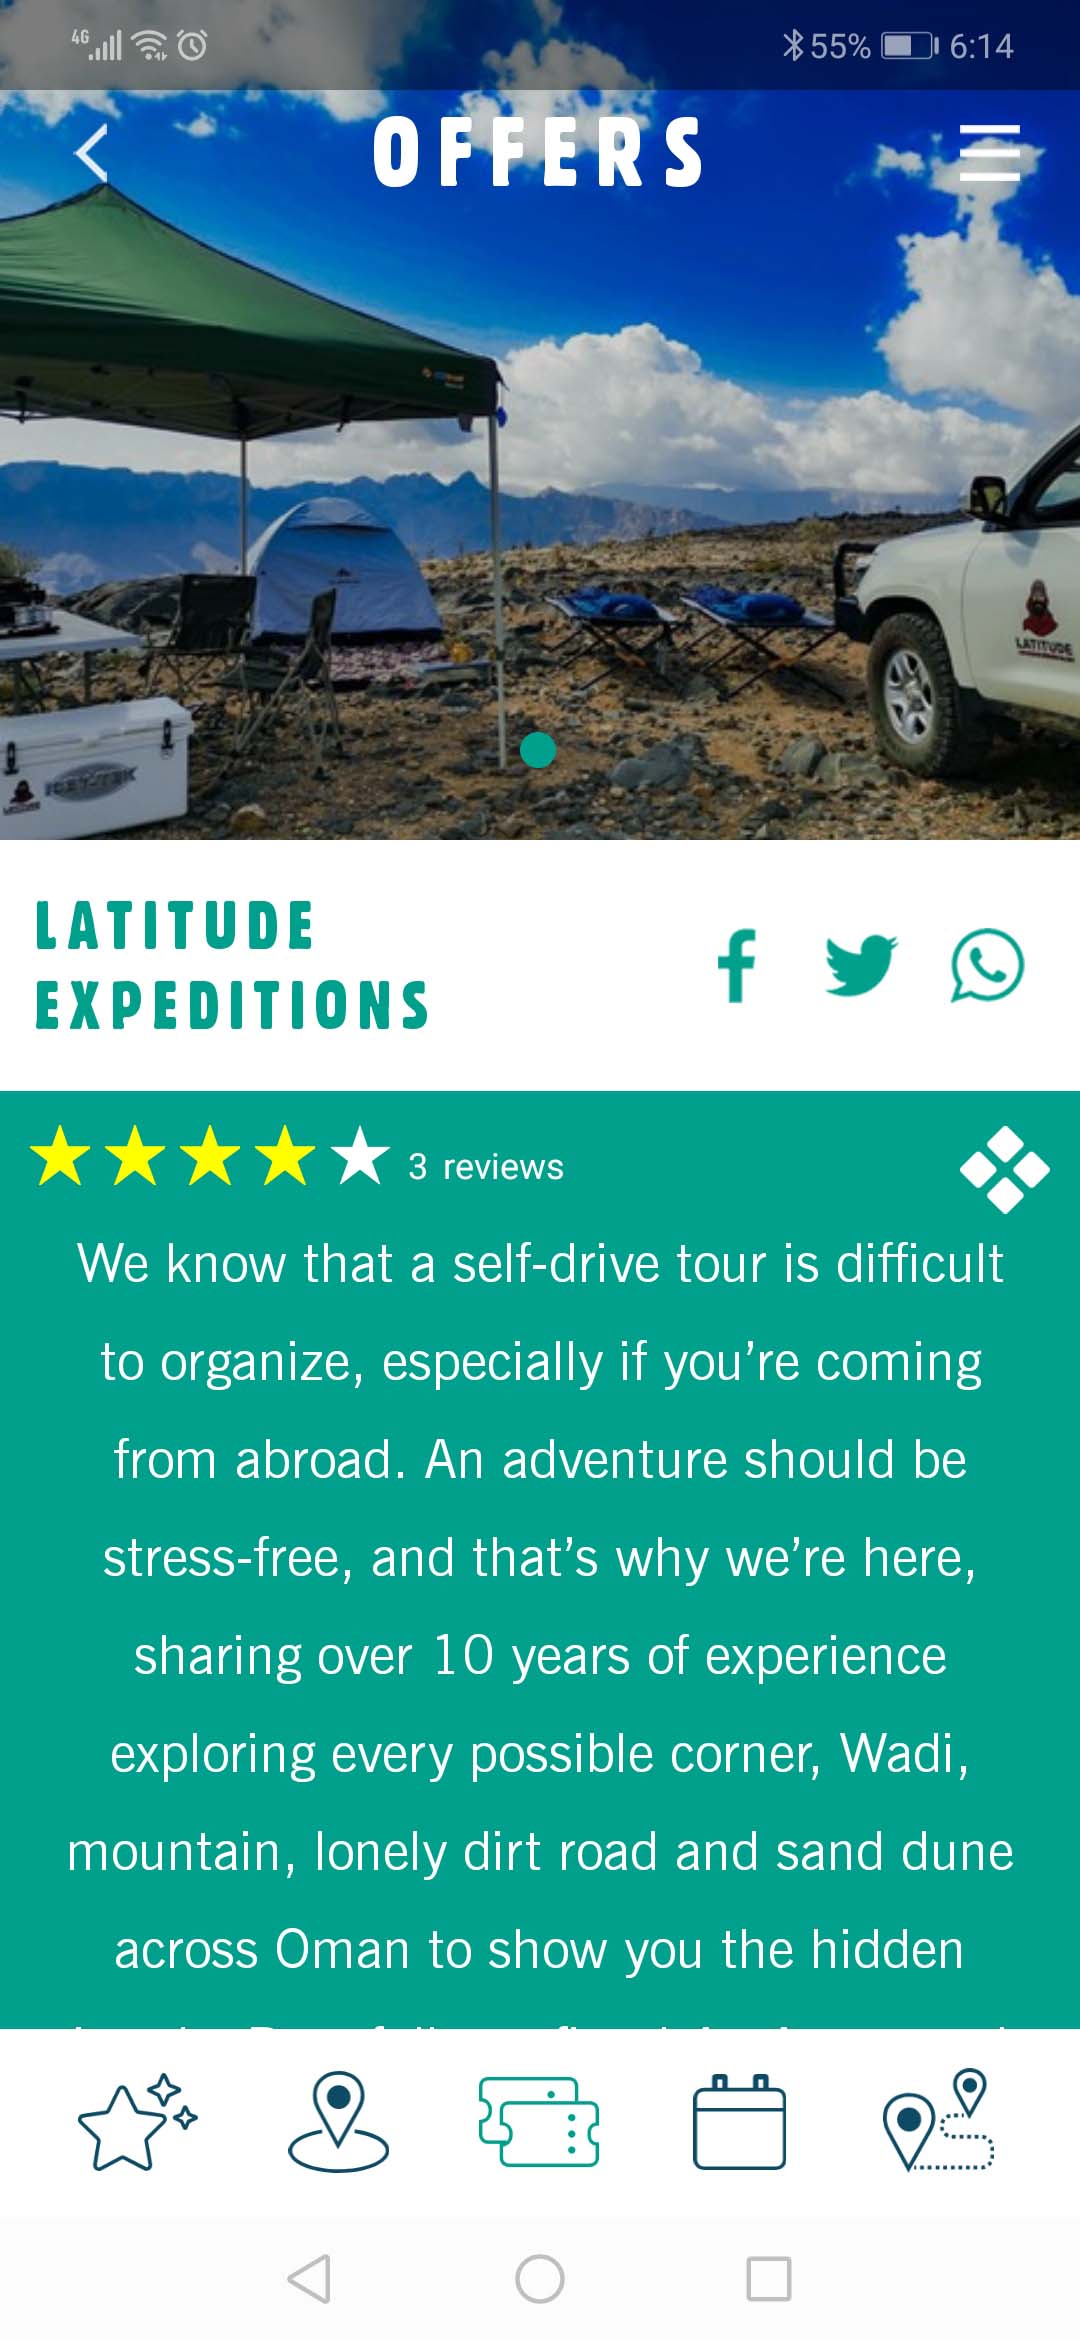 4G 55% 6:14
OFFERS
LATITUDE
ICEY-TEK
LATITUDE
EXPEDITIONS
3 reviews
We know that a self-drive tour is difficult
to organize, especially if you’re coming
from abroad. An adventure should be
stress-free, and that’s why we’re here,
sharing over 10 years of experience
exploring every possible corner, Wadi,
mountain, lonely dirt road and sand dune
across Oman to show you the hidden